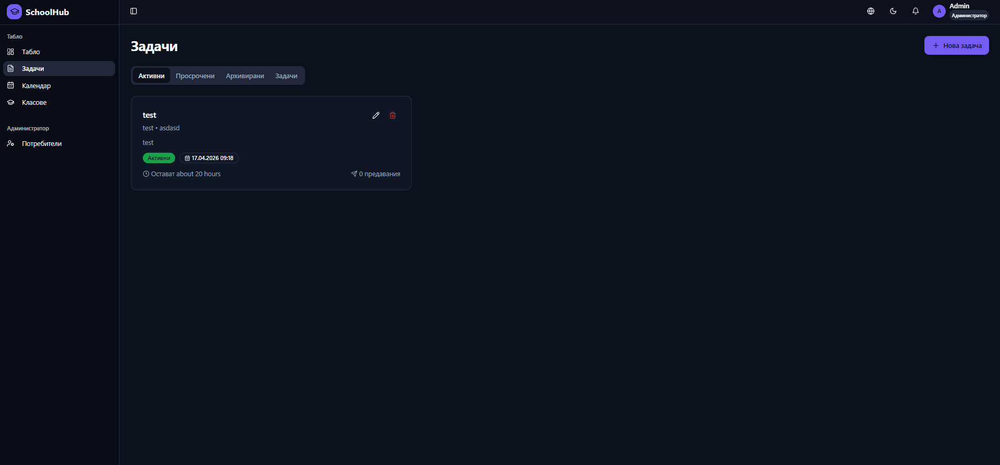 SchoolHub
Admin
A
Администратор
Табло
Табло
Задачи
Календар
Класове
Администратор
Потребители
Задачи
Нова задача
Активни
Просрочени
Архивирани
Задачи
test
test • asdasd
test
Активни
17.04.2026 09:18
Остават about 20 hours
0 предавания